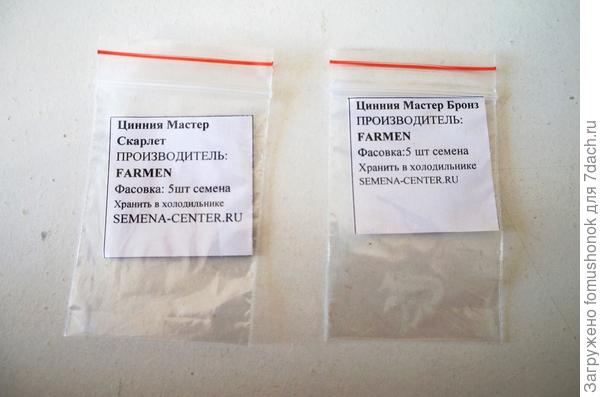 Цинния Мастер
Скарлет
ПРОИЗВОДИТЕЛЬ:
FARMEN
Фасовка: 5шт семена
Хранить в холодильнике
SEMENA-CENTER.RU
Цинния Мастер Бронз
ПРОИЗВОДИТЕЛЬ:
FARMEN
Фасовка:5 шт семена
Хранить в холодильнике
SEMENA-CENTER.RU
Загружено fomushonok для 7dach.ru